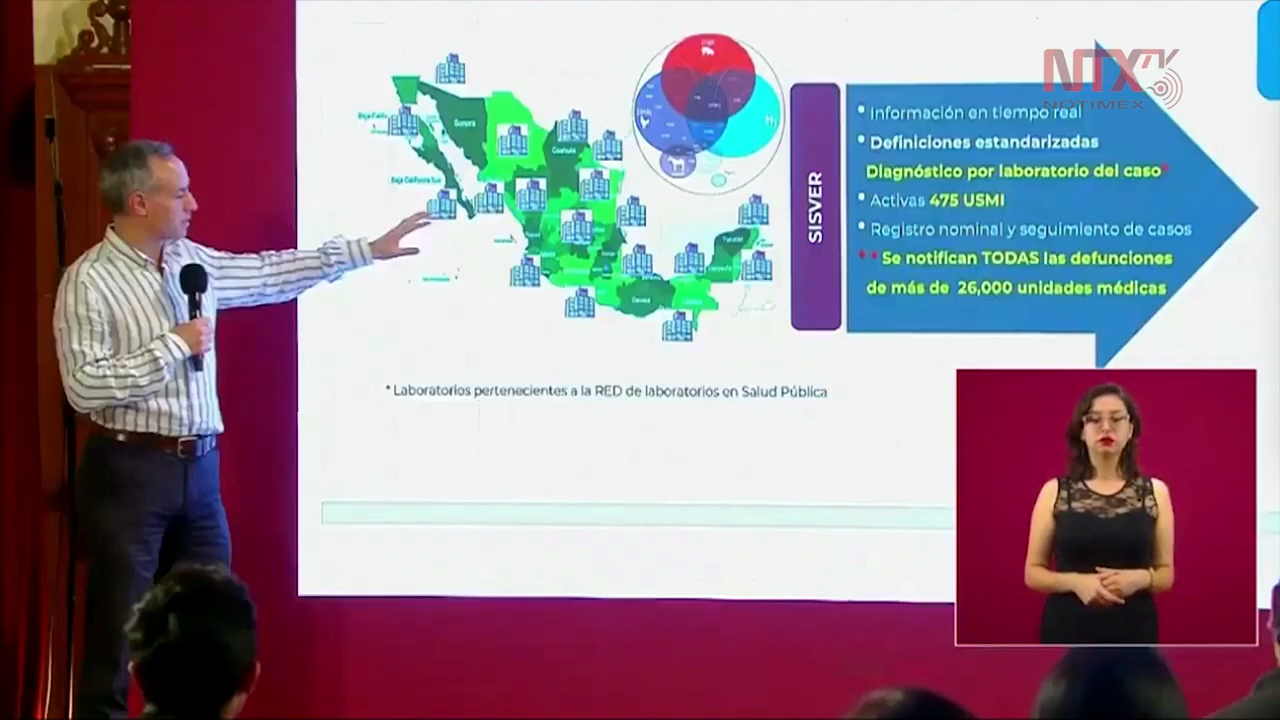 NTX
NOTIMEX
Sonora
Coahuila
Baja California Sur
Oaxaca
SISVER
• Información en tiempo real
• Definiciones estandarizadas
Diagnóstico por laboratorio del caso*
• Activas 475 USMI
• Registro nominal y seguimiento de casos
** Se notifican TODAS las defunciones
de más de 26,000 unidades médicas
* Laboratorios pertenecientes a la RED de laboratorios en Salud Pública